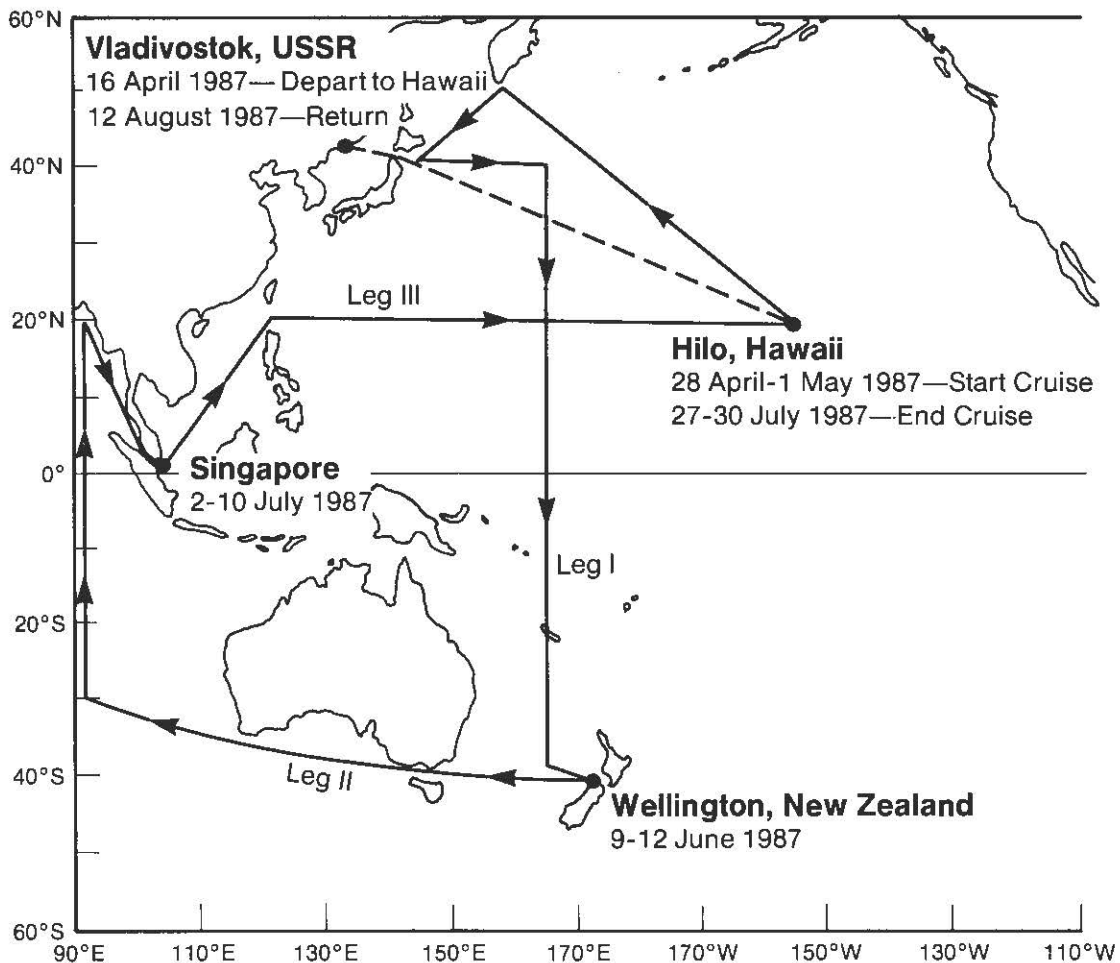 60°N
Vladivostok, USSR
16 April 1987—Depart to Hawaii
12 August 1987—Return
40°N
Leg III
20°N
Hilo, Hawaii
28 April-1 May 1987—Start Cruise
27-30 July 1987—End Cruise
Singapore
0°
2-10 July 1987
Leg I
20°S
Leg II
40°S
Wellington, New Zealand
9-12 June 1987
60°S
90°E 110°E 130°E 150°E 170°E 170°W 150°W 130°W 110°W